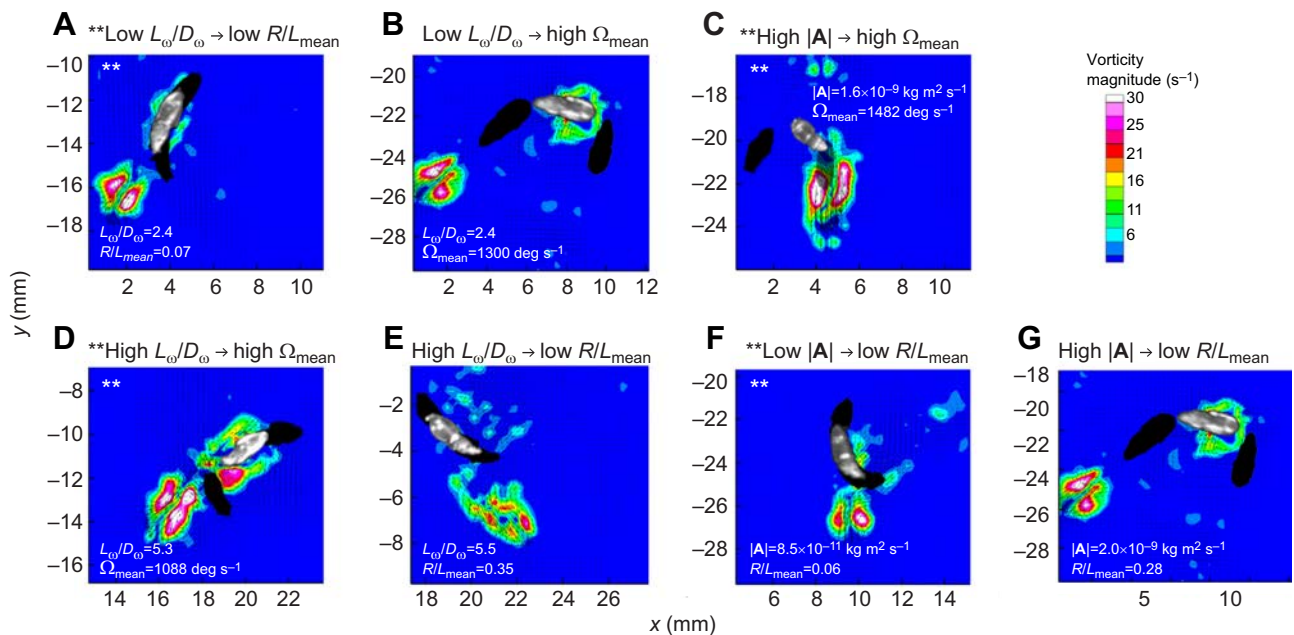 A
**Low Lω/Dω → low R/Lmean
**
–10
–12
–14
–16
–18
2 4 6 8 10
Lω/Dω=2.4
R/Lmean=0.07
B
Low Lω/Dω → high Ωmean
–20
–22
–24
–26
–28
2 4 6 8 10 12
Lω/Dω=2.4
Ωmean=1300 deg s−1
C
**High |A| → high Ωmean
**
–18
–20
–22
–24
2 4 6 8 10
|A|=1.6×10−9 kg m2 s−1
Ωmean=1482 deg s−1
Vorticity
magnitude (s−1)
30
25
21
16
11
6
y (mm)
D
**High Lω/Dω → high Ωmean
**
–8
–10
–12
–14
–16
14 16 18 20 22
Lω/Dω=5.3
Ωmean=1088 deg s−1
E
High Lω/Dω → low R/Lmean
–2
–4
–6
–8
18 20 22 24 26
Lω/Dω=5.5
R/Lmean=0.35
F
**Low |A| → low R/Lmean
**
–20
–22
–24
–26
–28
6 8 10 12 14
|A|=8.5×10−11 kg m2 s−1
R/Lmean=0.06
G
High |A| → low R/Lmean
–18
–20
–22
–24
–26
–28
5 10
|A|=2.0×10−9 kg m2 s−1
R/Lmean=0.28
x (mm)